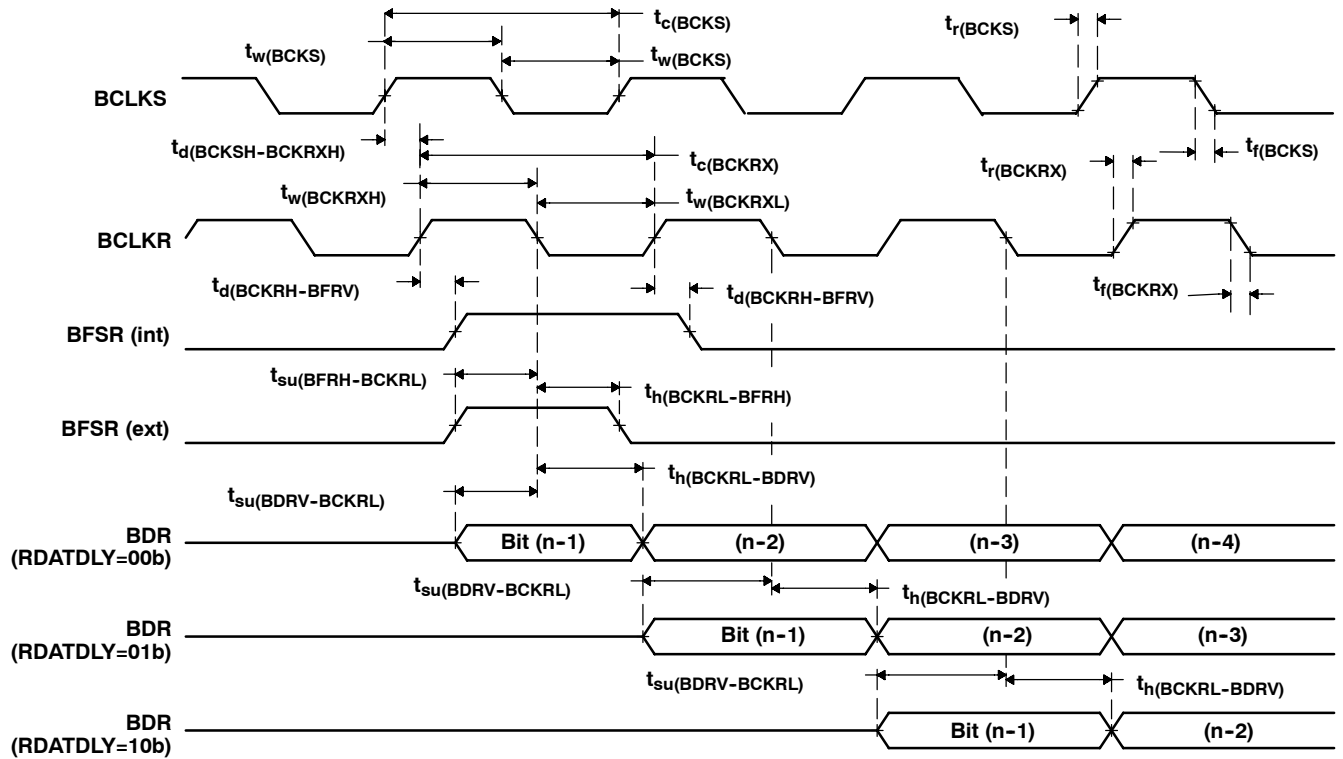 tc(BCKS)
tr(BCKS)
tw(BCKS)
tw(BCKS)
BCLKS
td(BCKSH-BCKRXH)
tf(BCKS)
tc(BCKRX)
tr(BCKRX)
tw(BCKRXH)
tw(BCKRXL)
BCLKR
td(BCKRH-BFRV)
td(BCKRH-BFRV)
tf(BCKRX)
BFSR (int)
tsu(BFRH-BCKRL)
th(BCKRL-BFRH)
BFSR (ext)
th(BCKRL-BDRV)
tsu(BDRV-BCKRL)
BDR
(RDATDLY=00b)
Bit (n-1) (n-2) (n-3) (n-4)
tsu(BDRV-BCKRL)
th(BCKRL-BDRV)
BDR
(RDATDLY=01b)
Bit (n-1) (n-2) (n-3)
tsu(BDRV-BCKRL)
th(BCKRL-BDRV)
BDR
(RDATDLY=10b)
Bit (n-1) (n-2)